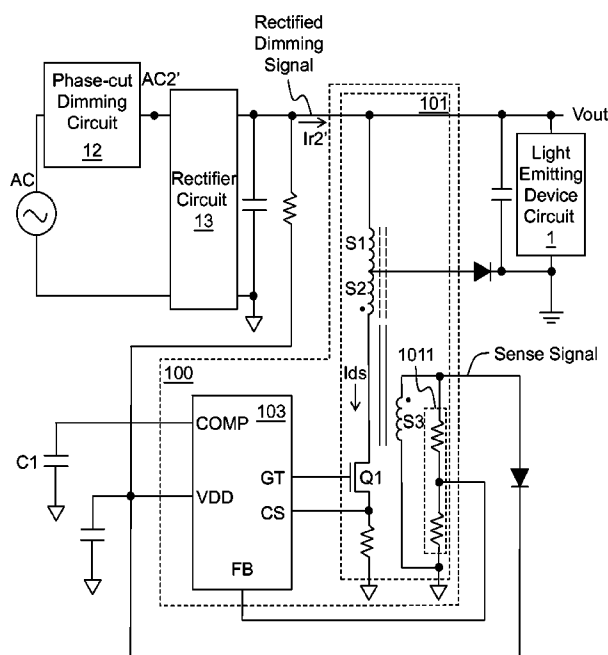 Rectified
Dimming
Signal
Phase-cut
Dimming
Circuit
12
AC2'
Ir2'
101
Vout
AC
Rectifier
Circuit
13
Light
Emitting
Device
Circuit
1
S1
S2
1011
Sense Signal
100
Ids
S3
103
COMP
C1
GT
Q1
VDD
CS
FB